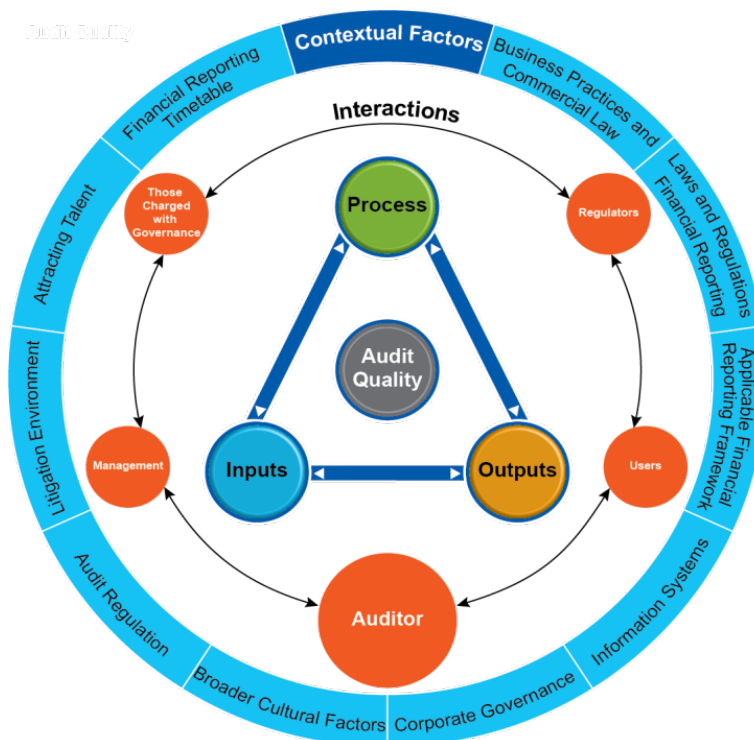 Audit Quality
Contextual Factors
Business Practices and
Commercial Law
Laws and Regulations
Financial Reporting
Applicable Financial
Reporting Framework
Information Systems
Corporate Governance
Broader Cultural Factors
Audit Regulation
Litigation Environment
Attracting Talent
Financial Reporting
Timetable
Interactions
Those
Charged
with
Governance
Process
Regulators
Audit
Quality
Management
Inputs
Outputs
Users
Auditor